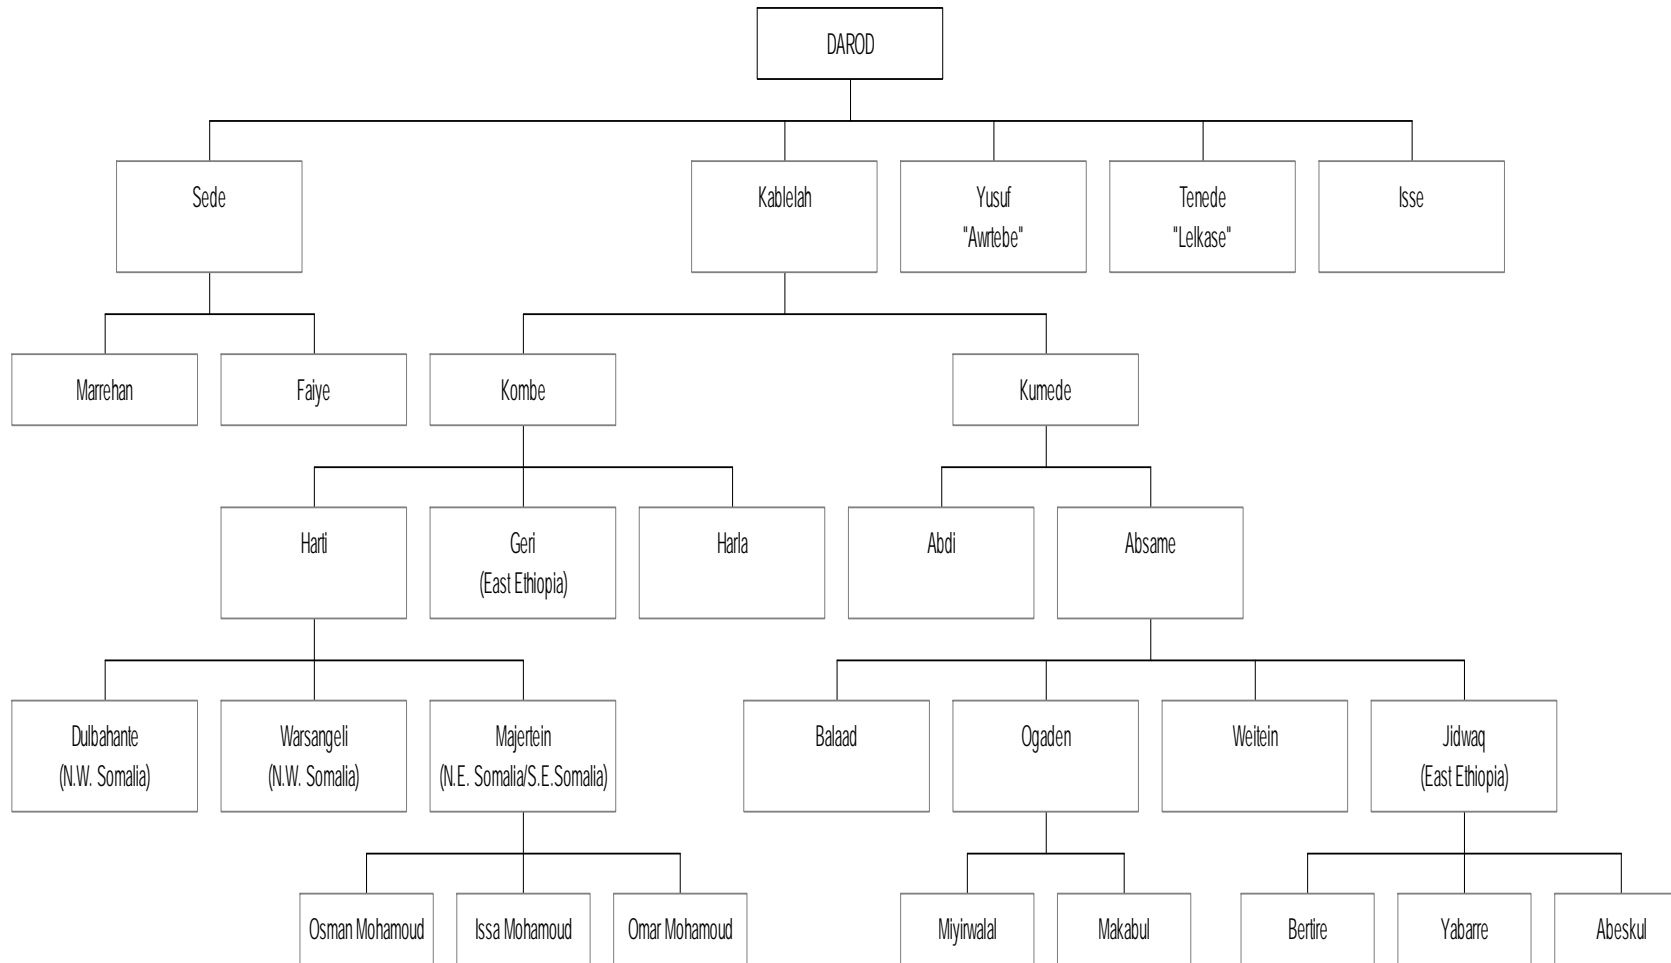 DAROD
Sede
Kablelah
Yusuf
"Awrtebe"
Tenede
"Lelkase"
Isse
Marrehan
Faiye
Kombe
Kumede
Harti
Geri
(East Ethiopia)
Harla
Abdi
Absame
Dulbahante
(N.W. Somalia)
Warsangeli
(N.W. Somalia)
Majertein
(N.E. Somalia/S.E.Somalia)
Balaad
Ogaden
Weitein
Jidwaq
(East Ethiopia)
Osman Mohamoud
Issa Mohamoud
Omar Mohamoud
Miyirwalal
Makabul
Bertire
Yabarre
Abeskul